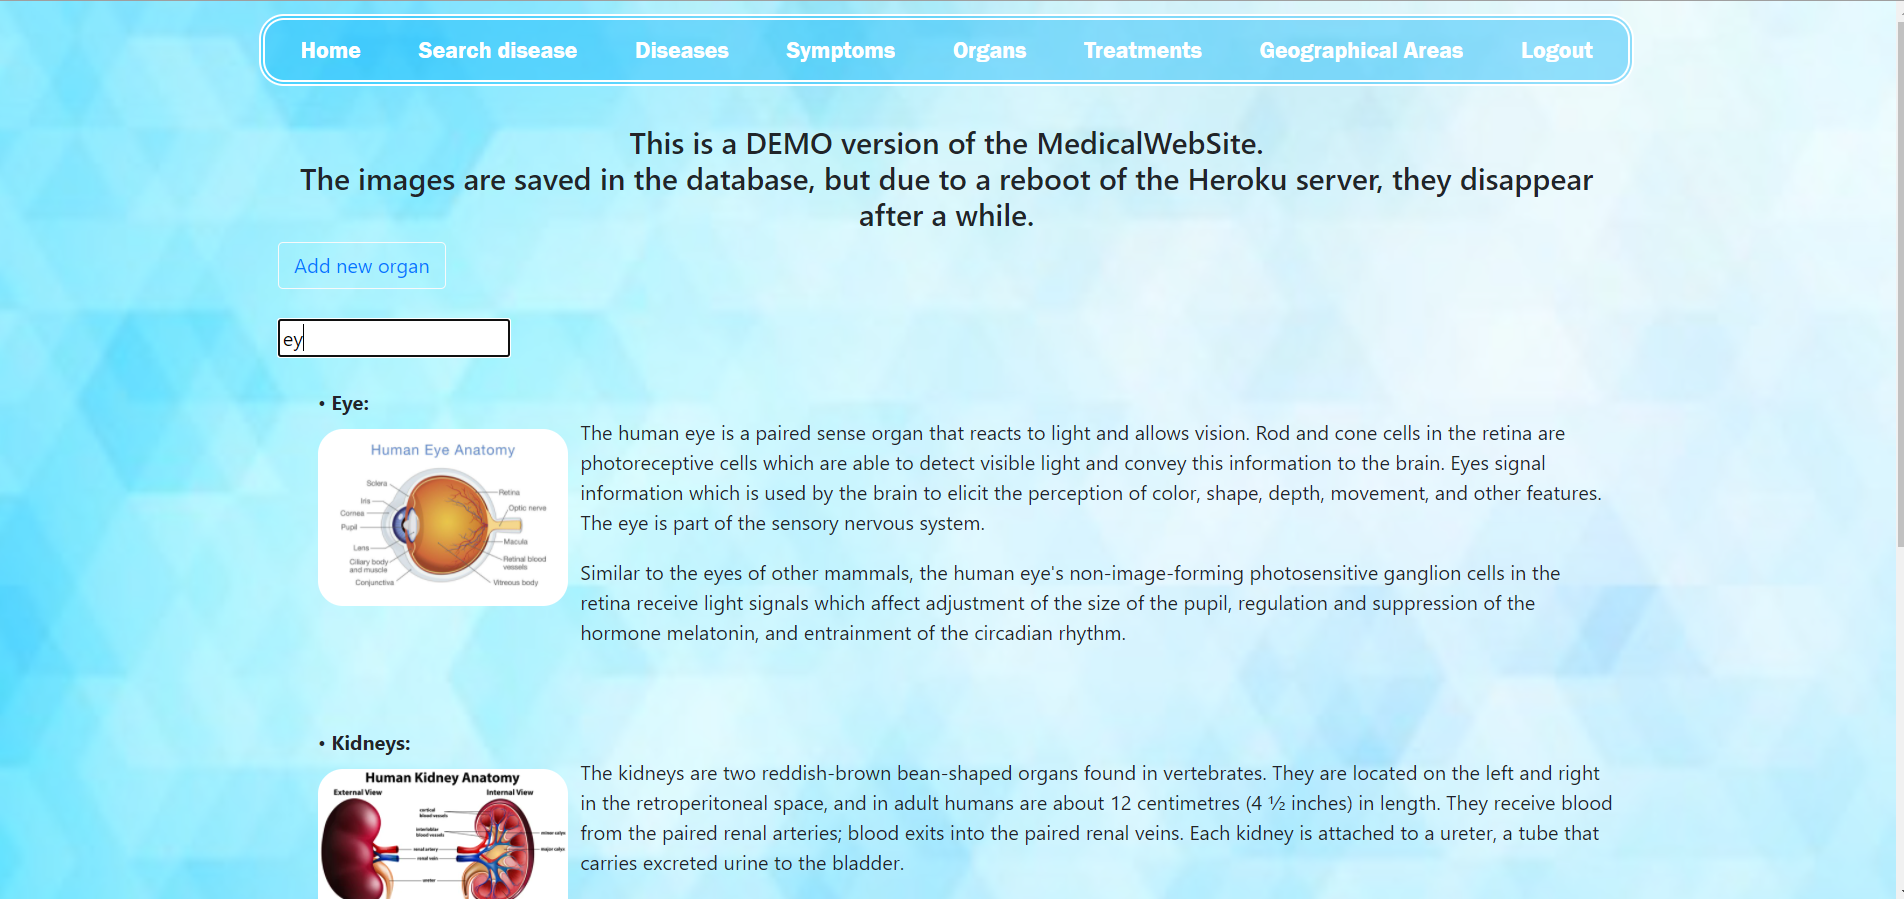 Home Search disease Diseases Symptoms Organs Treatments Geographical Areas Logout
This is a DEMO version of the MedicalWebSite.
The images are saved in the database, but due to a reboot of the Heroku server, they disappear
after a while.
Add new organ
ey
• Eye:
Human Eye Anatomy
Sclera
Iris
Cornea
Pupil
Lens
Ciliary body
and muscle
Conjunctiva
Retina
Optic nerve
Macula
Retinal blood
vessels
Vitreous body
The human eye is a paired sense organ that reacts to light and allows vision. Rod and cone cells in the retina are
photoreceptive cells which are able to detect visible light and convey this information to the brain. Eyes signal
information which is used by the brain to elicit the perception of color, shape, depth, movement, and other features.
The eye is part of the sensory nervous system.
Similar to the eyes of other mammals, the human eye's non-image-forming photosensitive ganglion cells in the
retina receive light signals which affect adjustment of the size of the pupil, regulation and suppression of the
hormone melatonin, and entrainment of the circadian rhythm.
• Kidneys:
Human Kidney Anatomy
External View Internal View
cortical
blood vessels
interlobar
blood vessels
minor calyx
renal artery
major calyx
renal vein
ureter
The kidneys are two reddish-brown bean-shaped organs found in vertebrates. They are located on the left and right
in the retroperitoneal space, and in adult humans are about 12 centimetres (4 ½ inches) in length. They receive blood
from the paired renal arteries; blood exits into the paired renal veins. Each kidney is attached to a ureter, a tube that
carries excreted urine to the bladder.